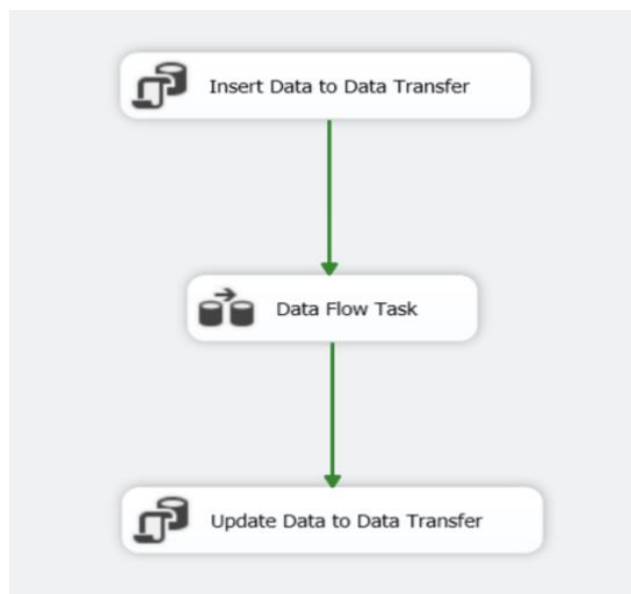 Insert Data to Data Transfer
Data Flow Task
Update Data to Data Transfer